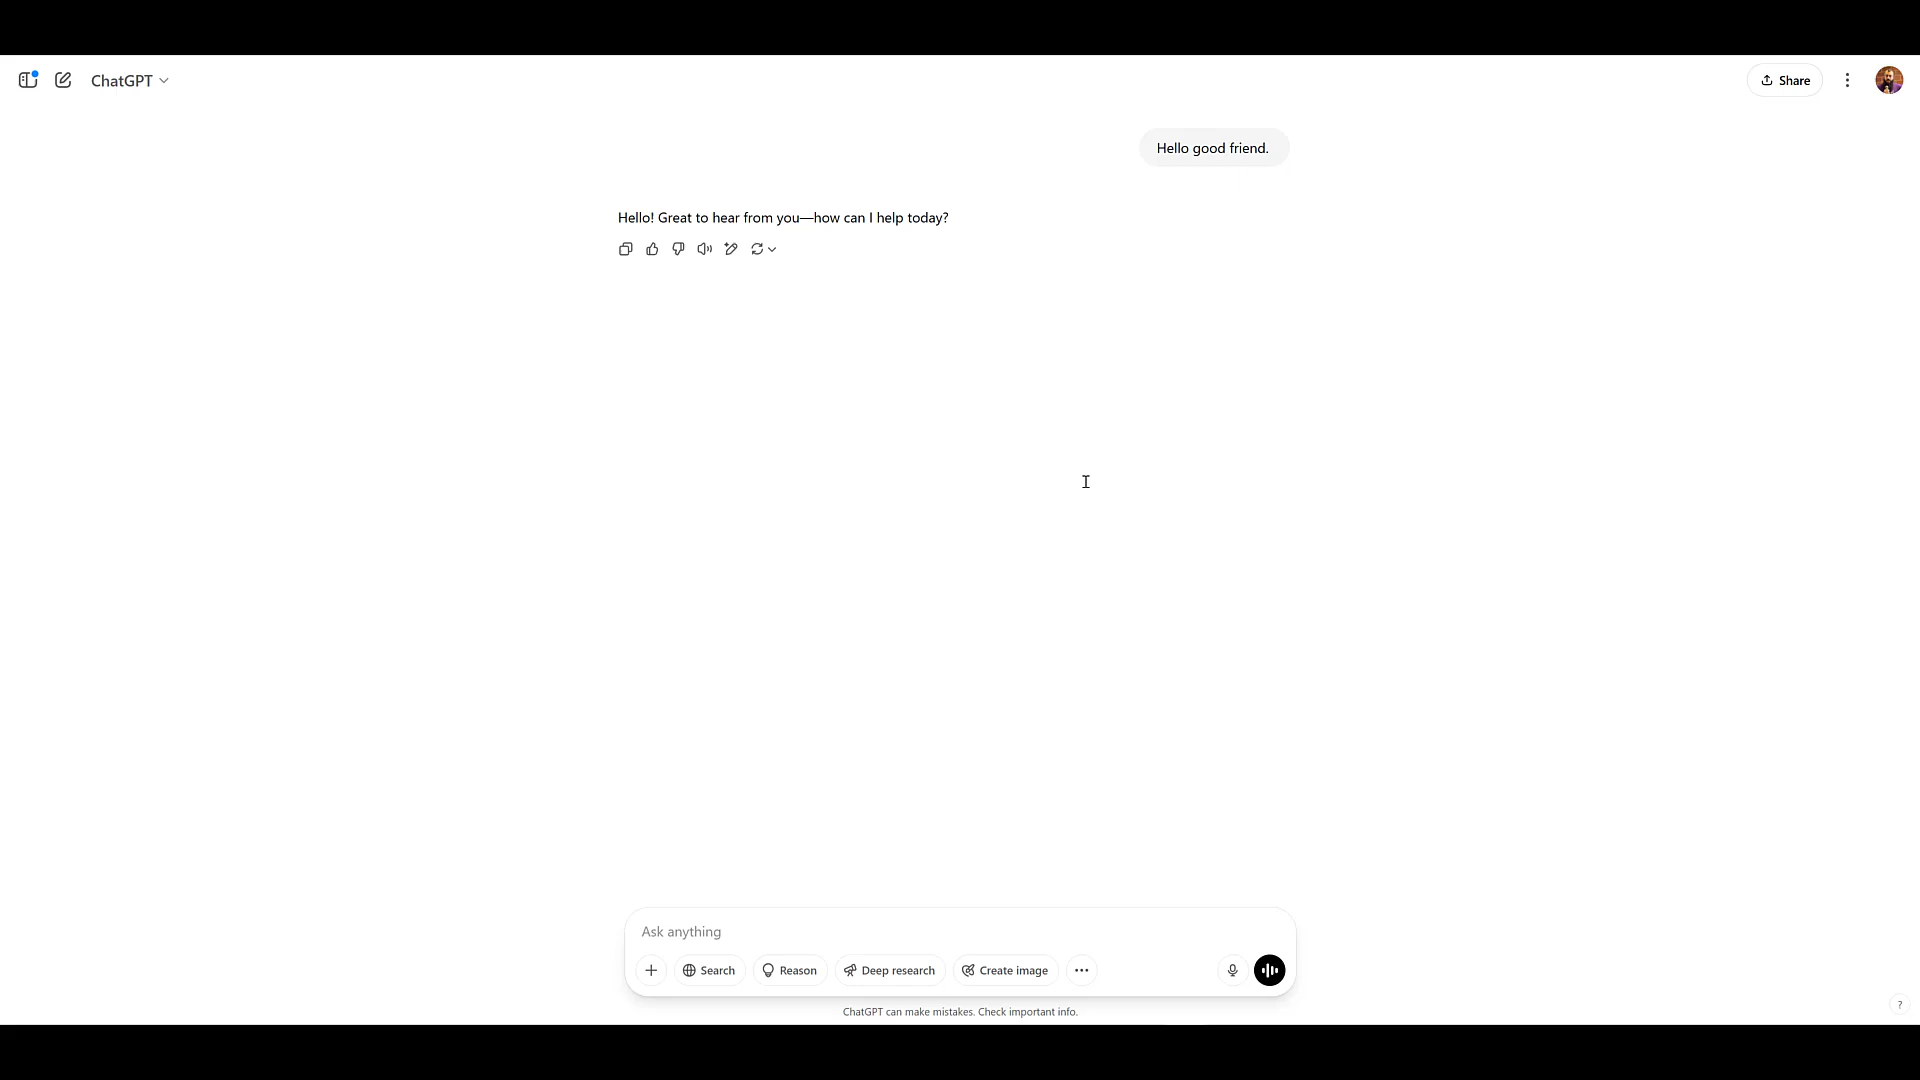 ChatGPT
Share
Hello good friend.
Hello! Great to hear from you—how can I help today?
Ask anything
Search Reason Deep research Create image
ChatGPT can make mistakes. Check important info.
?